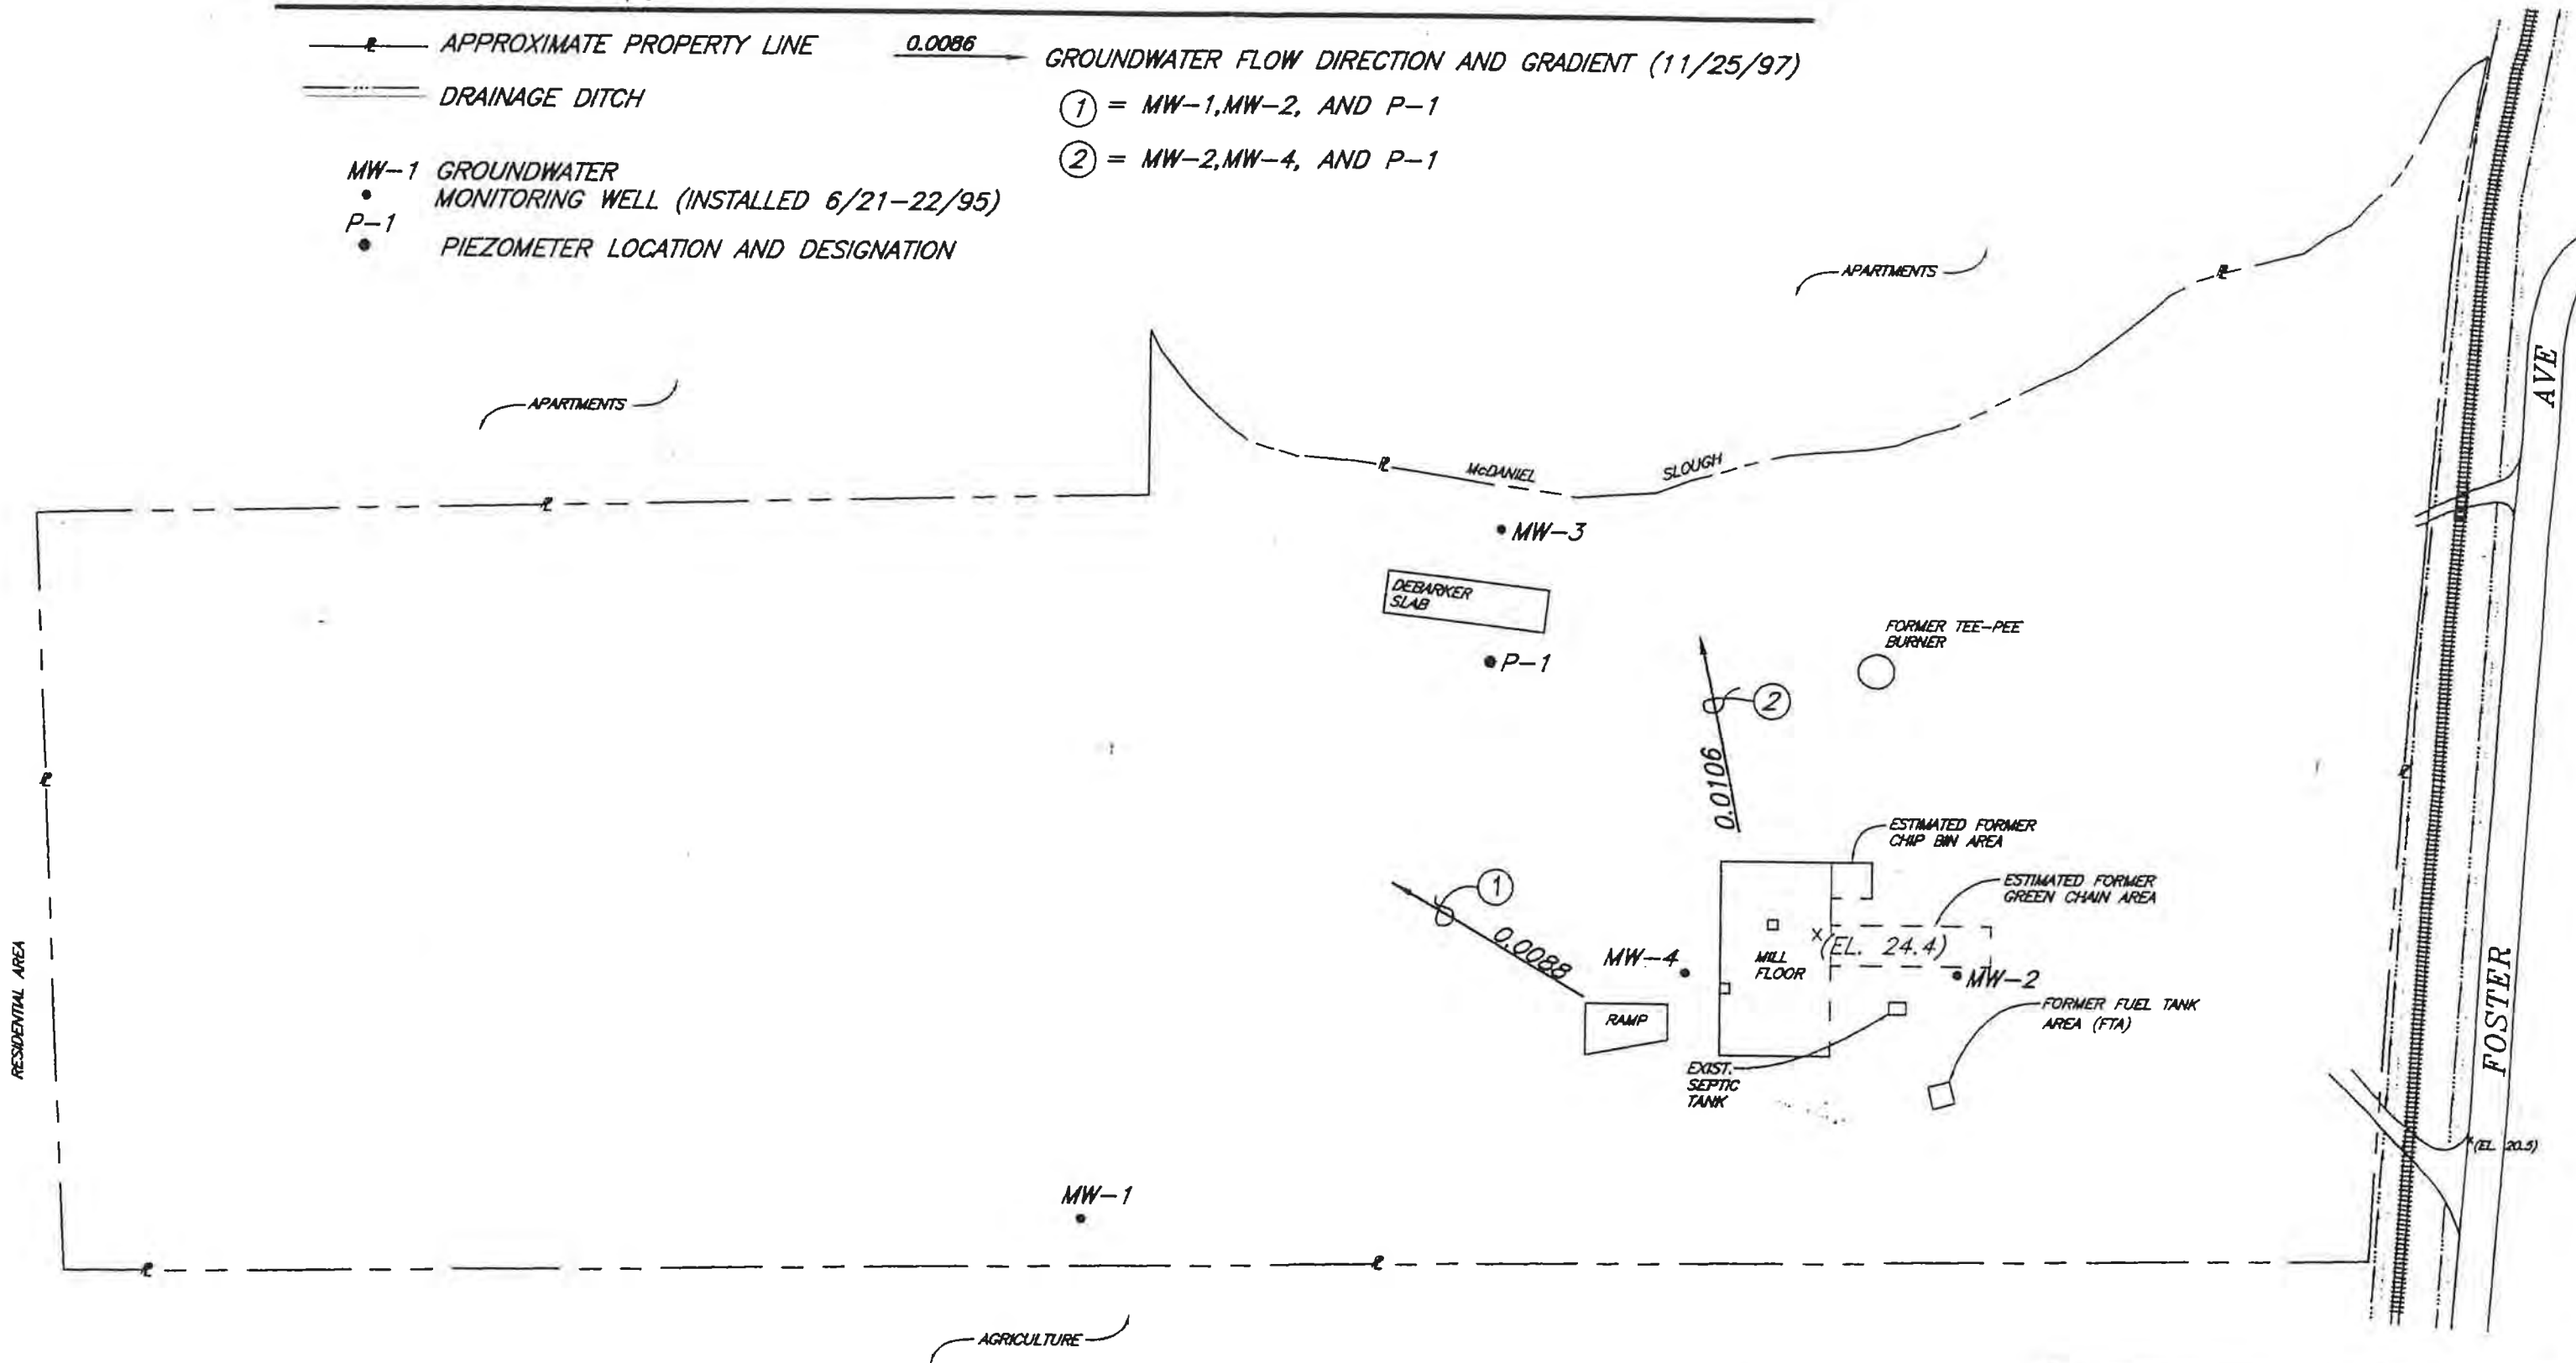 APPROXIMATE PROPERTY LINE
DRAINAGE DITCH
MW-1 GROUNDWATER
MONITORING WELL (INSTALLED 6/21-22/95)
P-1
PIEZOMETER LOCATION AND DESIGNATION
0.0086
GROUNDWATER FLOW DIRECTION AND GRADIENT (11/25/97)
1 = MW-1,MW-2, AND P-1
2 = MW-2,MW-4, AND P-1
APARTMENTS
APARTMENTS
McDANIEL
SLOUGH
AVE
MW-3
DEBARKER
SLAB
P-1
FORMER TEE-PEE
BURNER
2
0.0106
ESTIMATED FORMER
CHIP BIN AREA
1
0.0088
ESTIMATED FORMER
GREEN CHAIN AREA
MW-4
MILL
FLOOR
X
(EL. 24.4)
MW-2
RAMP
FORMER FUEL TANK
AREA (FTA)
EXIST.
SEPTIC
TANK
FOSTER
X
(EL. 20.5)
RESIDENTIAL AREA
MW-1
AGRICULTURE